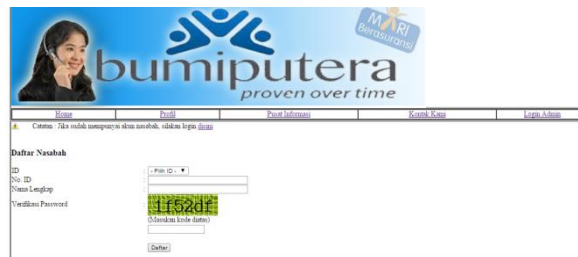 MARI
Berasuransi
bumiputera
proven over time
Home Profil Pusat Informasi Kontak Kami Login Admin
Catatan : Jika sudah mempunyai akun nasabah, silakan login disini
Daftar Nasabah
ID : - Pilih ID -
No. ID :
Nama Lengkap :
Verifikasi Password : 1f52df
(Masukan kode diatas)
Daftar